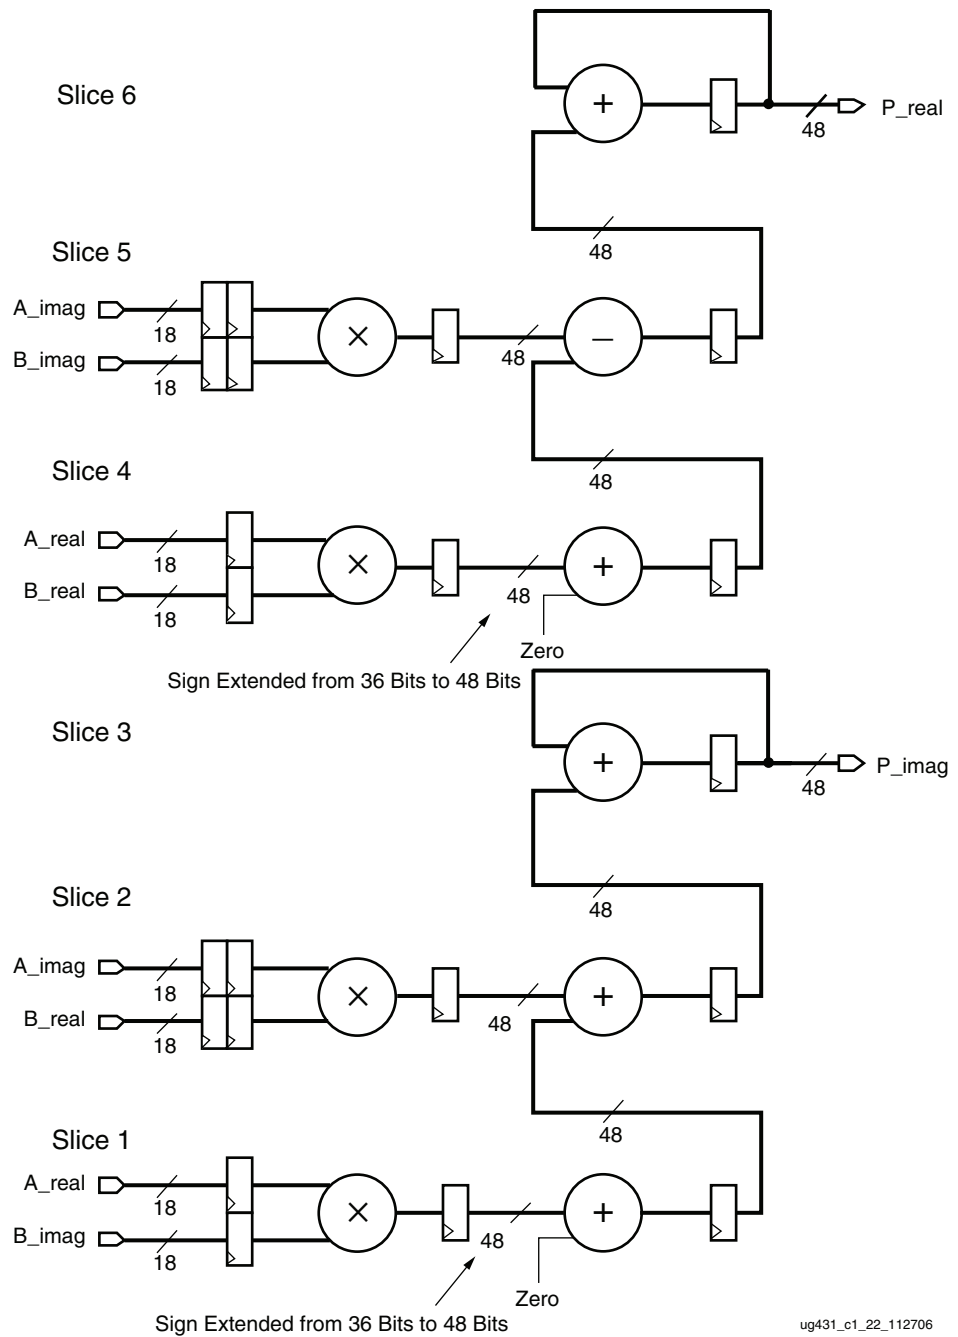 Slice 6
+
P_real
48
48
Slice 5
A_imag
18
B_imag
18
×
48
–
48
Slice 4
A_real
18
B_real
18
×
48
+
Zero
Sign Extended from 36 Bits to 48 Bits
Slice 3
+
P_imag
48
48
Slice 2
A_imag
18
B_real
18
×
48
+
48
Slice 1
A_real
18
B_imag
18
×
48
+
Zero
Sign Extended from 36 Bits to 48 Bits
ug431_c1_22_112706